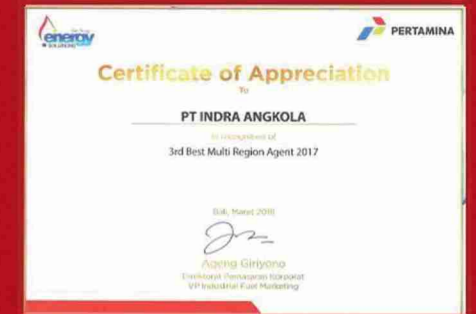 energy
SOLUTIONS
PERTAMINA
Certificate of Appreciation
To
PT INDRA ANGKOLA
In recognition of
3rd Best Multi Region Agent 2017
Bali, Maret 2018
Ageng Giriyono
Direktorat Pemasaran Korporat
VP Industrial Fuel Marketing